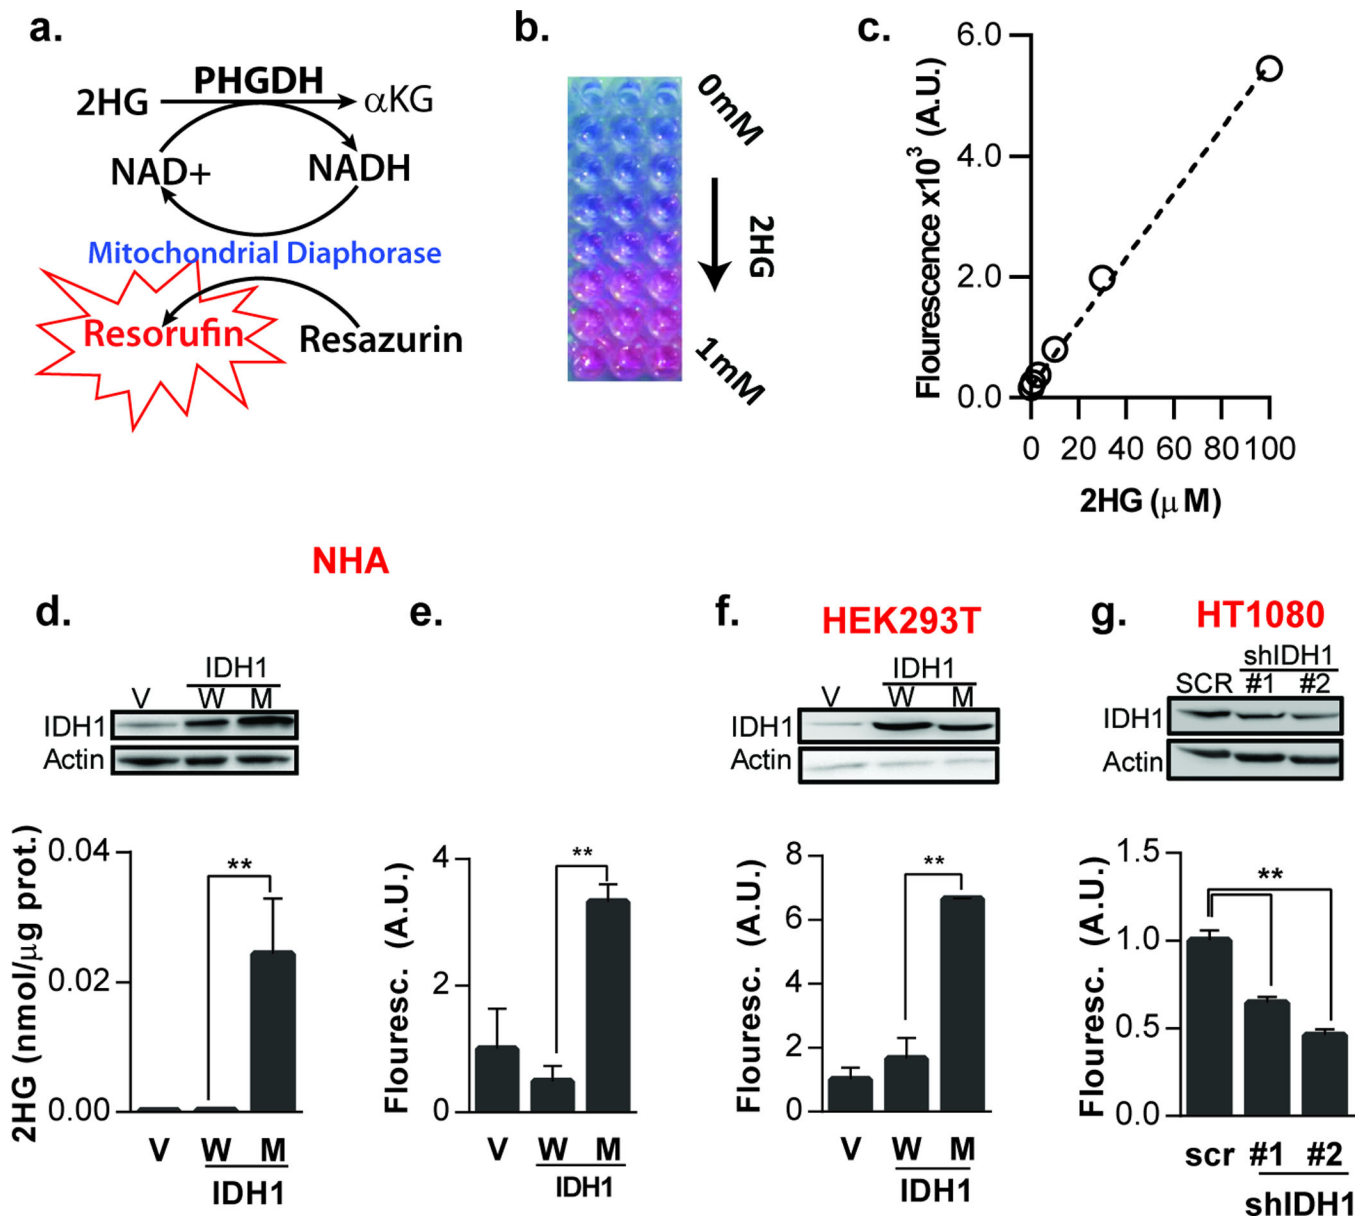 a.
2HG
PHGDH
αKG
NAD+
NADH
Mitochondrial Diaphorase
Resorufin
Resazurin
b.
0mM
2HG
1mM
c.
Flourescence x10³ (A.U.)
6.0
4.0
2.0
0.0
0 20 40 60 80 100
2HG (μM)
NHA
d.
IDH1
V W M
IDH1
Actin
2HG (nmol/μg prot.)
0.04
0.02
0.00
**
V W M
IDH1
e.
Flouresc. (A.U.)
4
2
0
**
V W M
IDH1
f.
HEK293T
IDH1
V W M
IDH1
Actin
Flouresc. (A.U.)
8
6
4
2
0
**
V W M
IDH1
g.
HT1080
shIDH1
SCR #1 #2
IDH1
Actin
Flouresc. (A.U.)
1.5
1.0
0.5
0.0
**
scr #1 #2
shIDH1